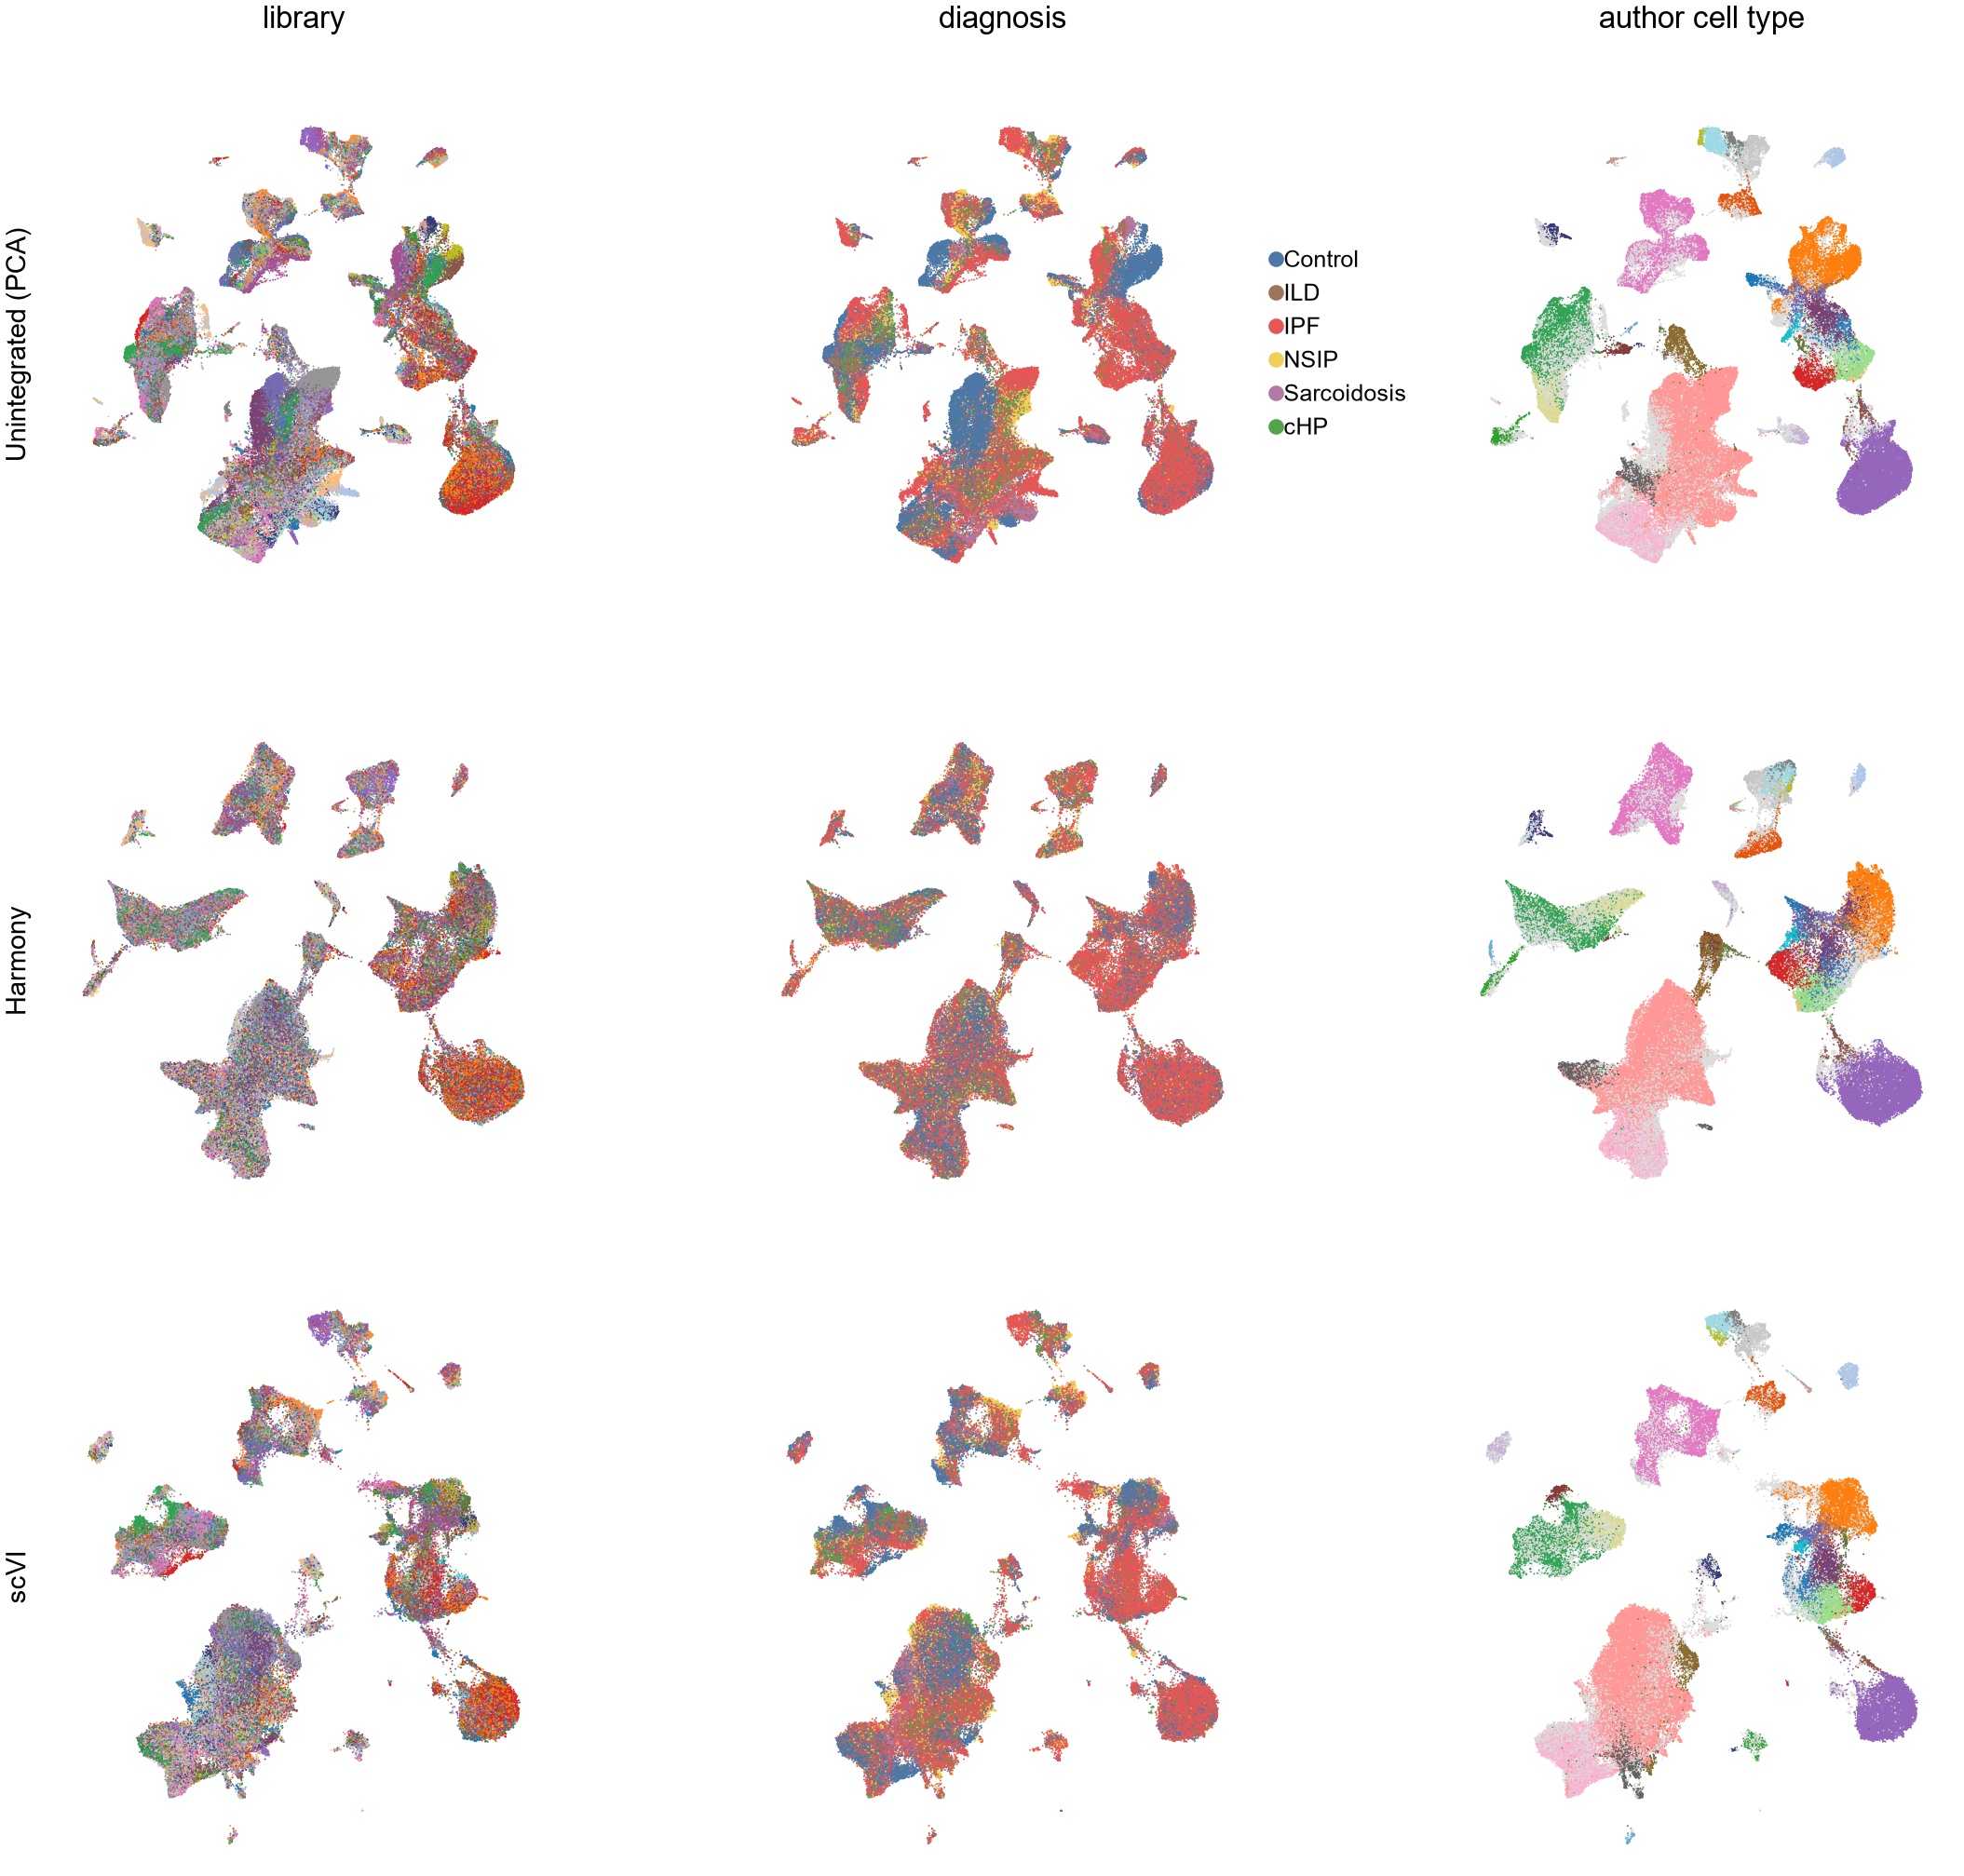 library
diagnosis
author cell type
Unintegrated (PCA)
Control
ILD
IPF
NSIP
Sarcoidosis
cHP
Harmony
scVI